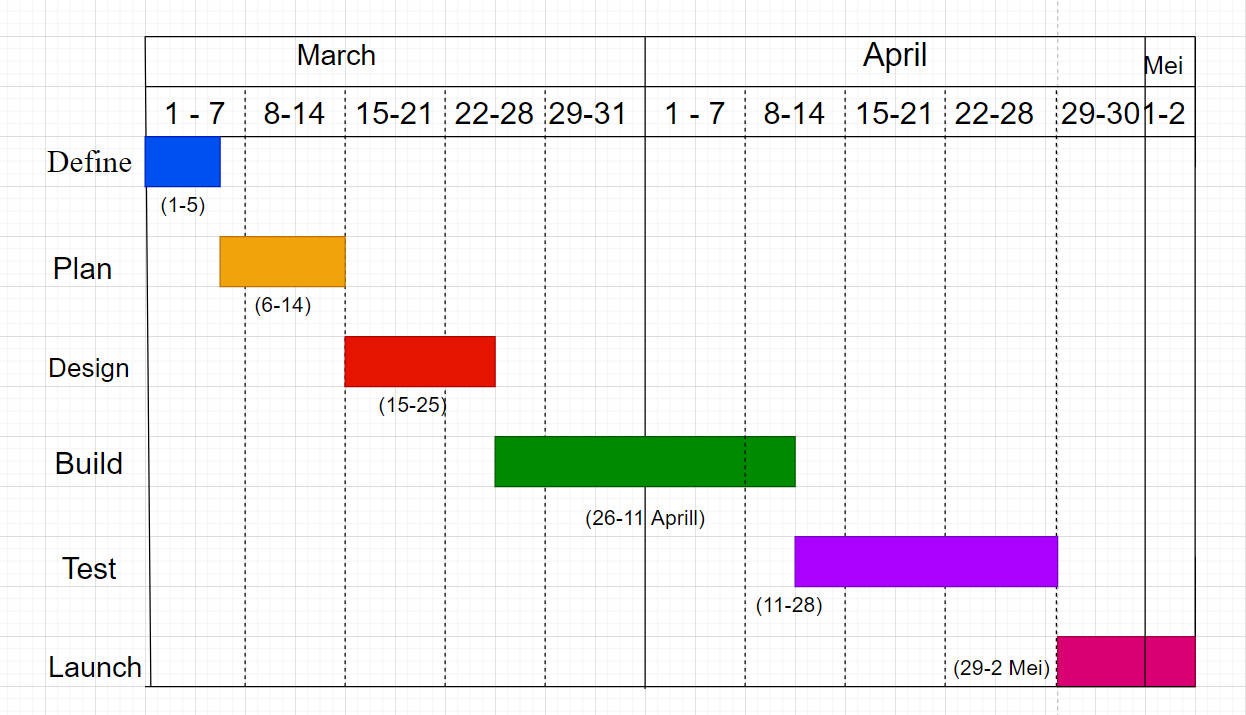 March April Mei
1 - 7 8-14 15-21 22-28 29-31 1 - 7 8-14 15-21 22-28 29-30 1-2
Define
(1-5)
Plan
(6-14)
Design
(15-25)
Build
(26-11 Aprill)
Test
(11-28)
Launch (29-2 Mei)